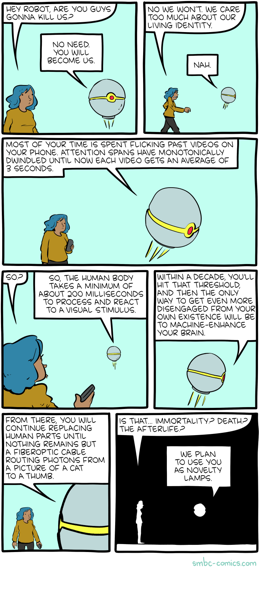 HEY ROBOT, ARE YOU GUYS
GONNA KILL US?
NO NEED.
YOU WILL
BECOME US.
NO WE WON'T. WE CARE
TOO MUCH ABOUT OUR
LIVING IDENTITY.
NAH.
MOST OF YOUR TIME IS SPENT FLICKING PAST VIDEOS ON
YOUR PHONE. ATTENTION SPANS HAVE MONOTONICALLY
DWINDLED UNTIL NOW EACH VIDEO GETS AN AVERAGE OF
3 SECONDS.
SO?
SO, THE HUMAN BODY
TAKES A MINIMUM OF
ABOUT 200 MILLISECONDS
TO PROCESS AND REACT
TO A VISUAL STIMULUS.
WITHIN A DECADE, YOU'LL
HIT THAT THRESHOLD,
AND THEN THE ONLY
WAY TO GET EVEN MORE
DISENGAGED FROM YOUR
OWN EXISTENCE WILL BE
TO MACHINE-ENHANCE
YOUR BRAIN.
FROM THERE, YOU WILL
CONTINUE REPLACING
HUMAN PARTS UNTIL
NOTHING REMAINS BUT
A FIBEROPTIC CABLE
ROUTING PHOTONS FROM
A PICTURE OF A CAT
TO A THUMB.
IS THAT... IMMORTALITY? DEATH?
THE AFTERLIFE?
WE PLAN
TO USE YOU
AS NOVELTY
LAMPS.
smbc-comics.com